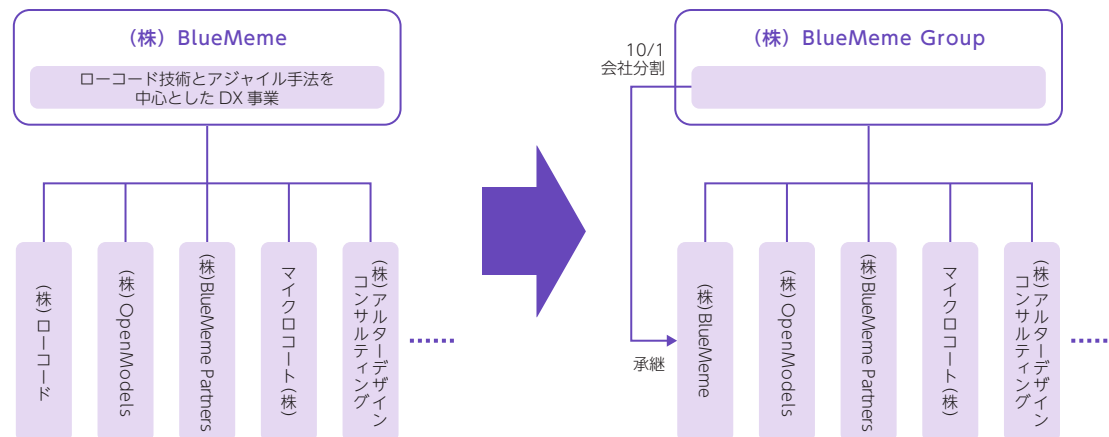 （株）BlueMeme
ローコード技術とアジャイル手法を
中心とした DX 事業
（株）ローコード
（株）OpenModels
（株）BlueMeme Partners
マイクロコート（株）
（株）アルターデザイン
コンサルティング
（株）BlueMeme Group
10/1
会社分割
承継
（株）BlueMeme
（株）OpenModels
（株）BlueMeme Partners
マイクロコート（株）
（株）アルターデザイン
コンサルティング